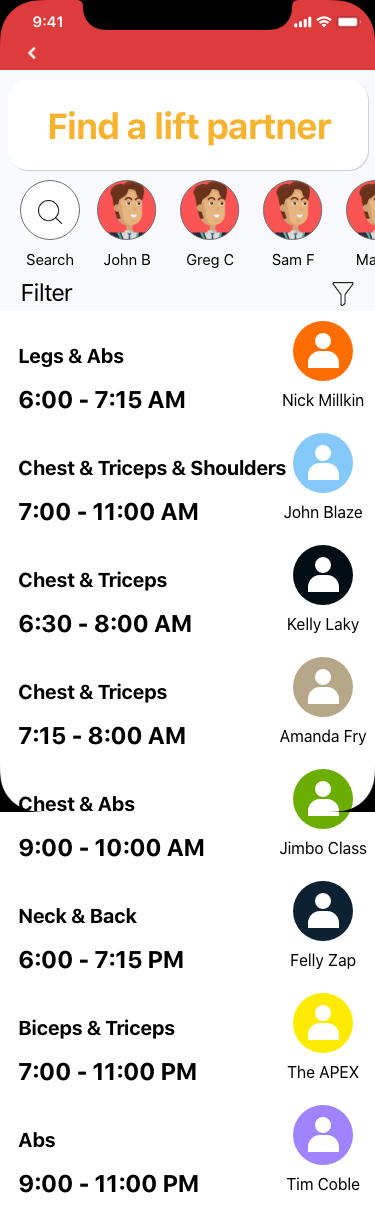 9:41
Find a lift partner
Search
John B
Greg C
Sam F
Ma
Filter
Legs & Abs
6:00 - 7:15 AM
Nick Millkin
Chest & Triceps & Shoulders
7:00 - 11:00 AM
John Blaze
Chest & Triceps
6:30 - 8:00 AM
Kelly Laky
Chest & Triceps
7:15 - 8:00 AM
Amanda Fry
Chest & Abs
9:00 - 10:00 AM
Jimbo Class
Neck & Back
6:00 - 7:15 PM
Felly Zap
Biceps & Triceps
7:00 - 11:00 PM
The APEX
Abs
9:00 - 11:00 PM
Tim Coble